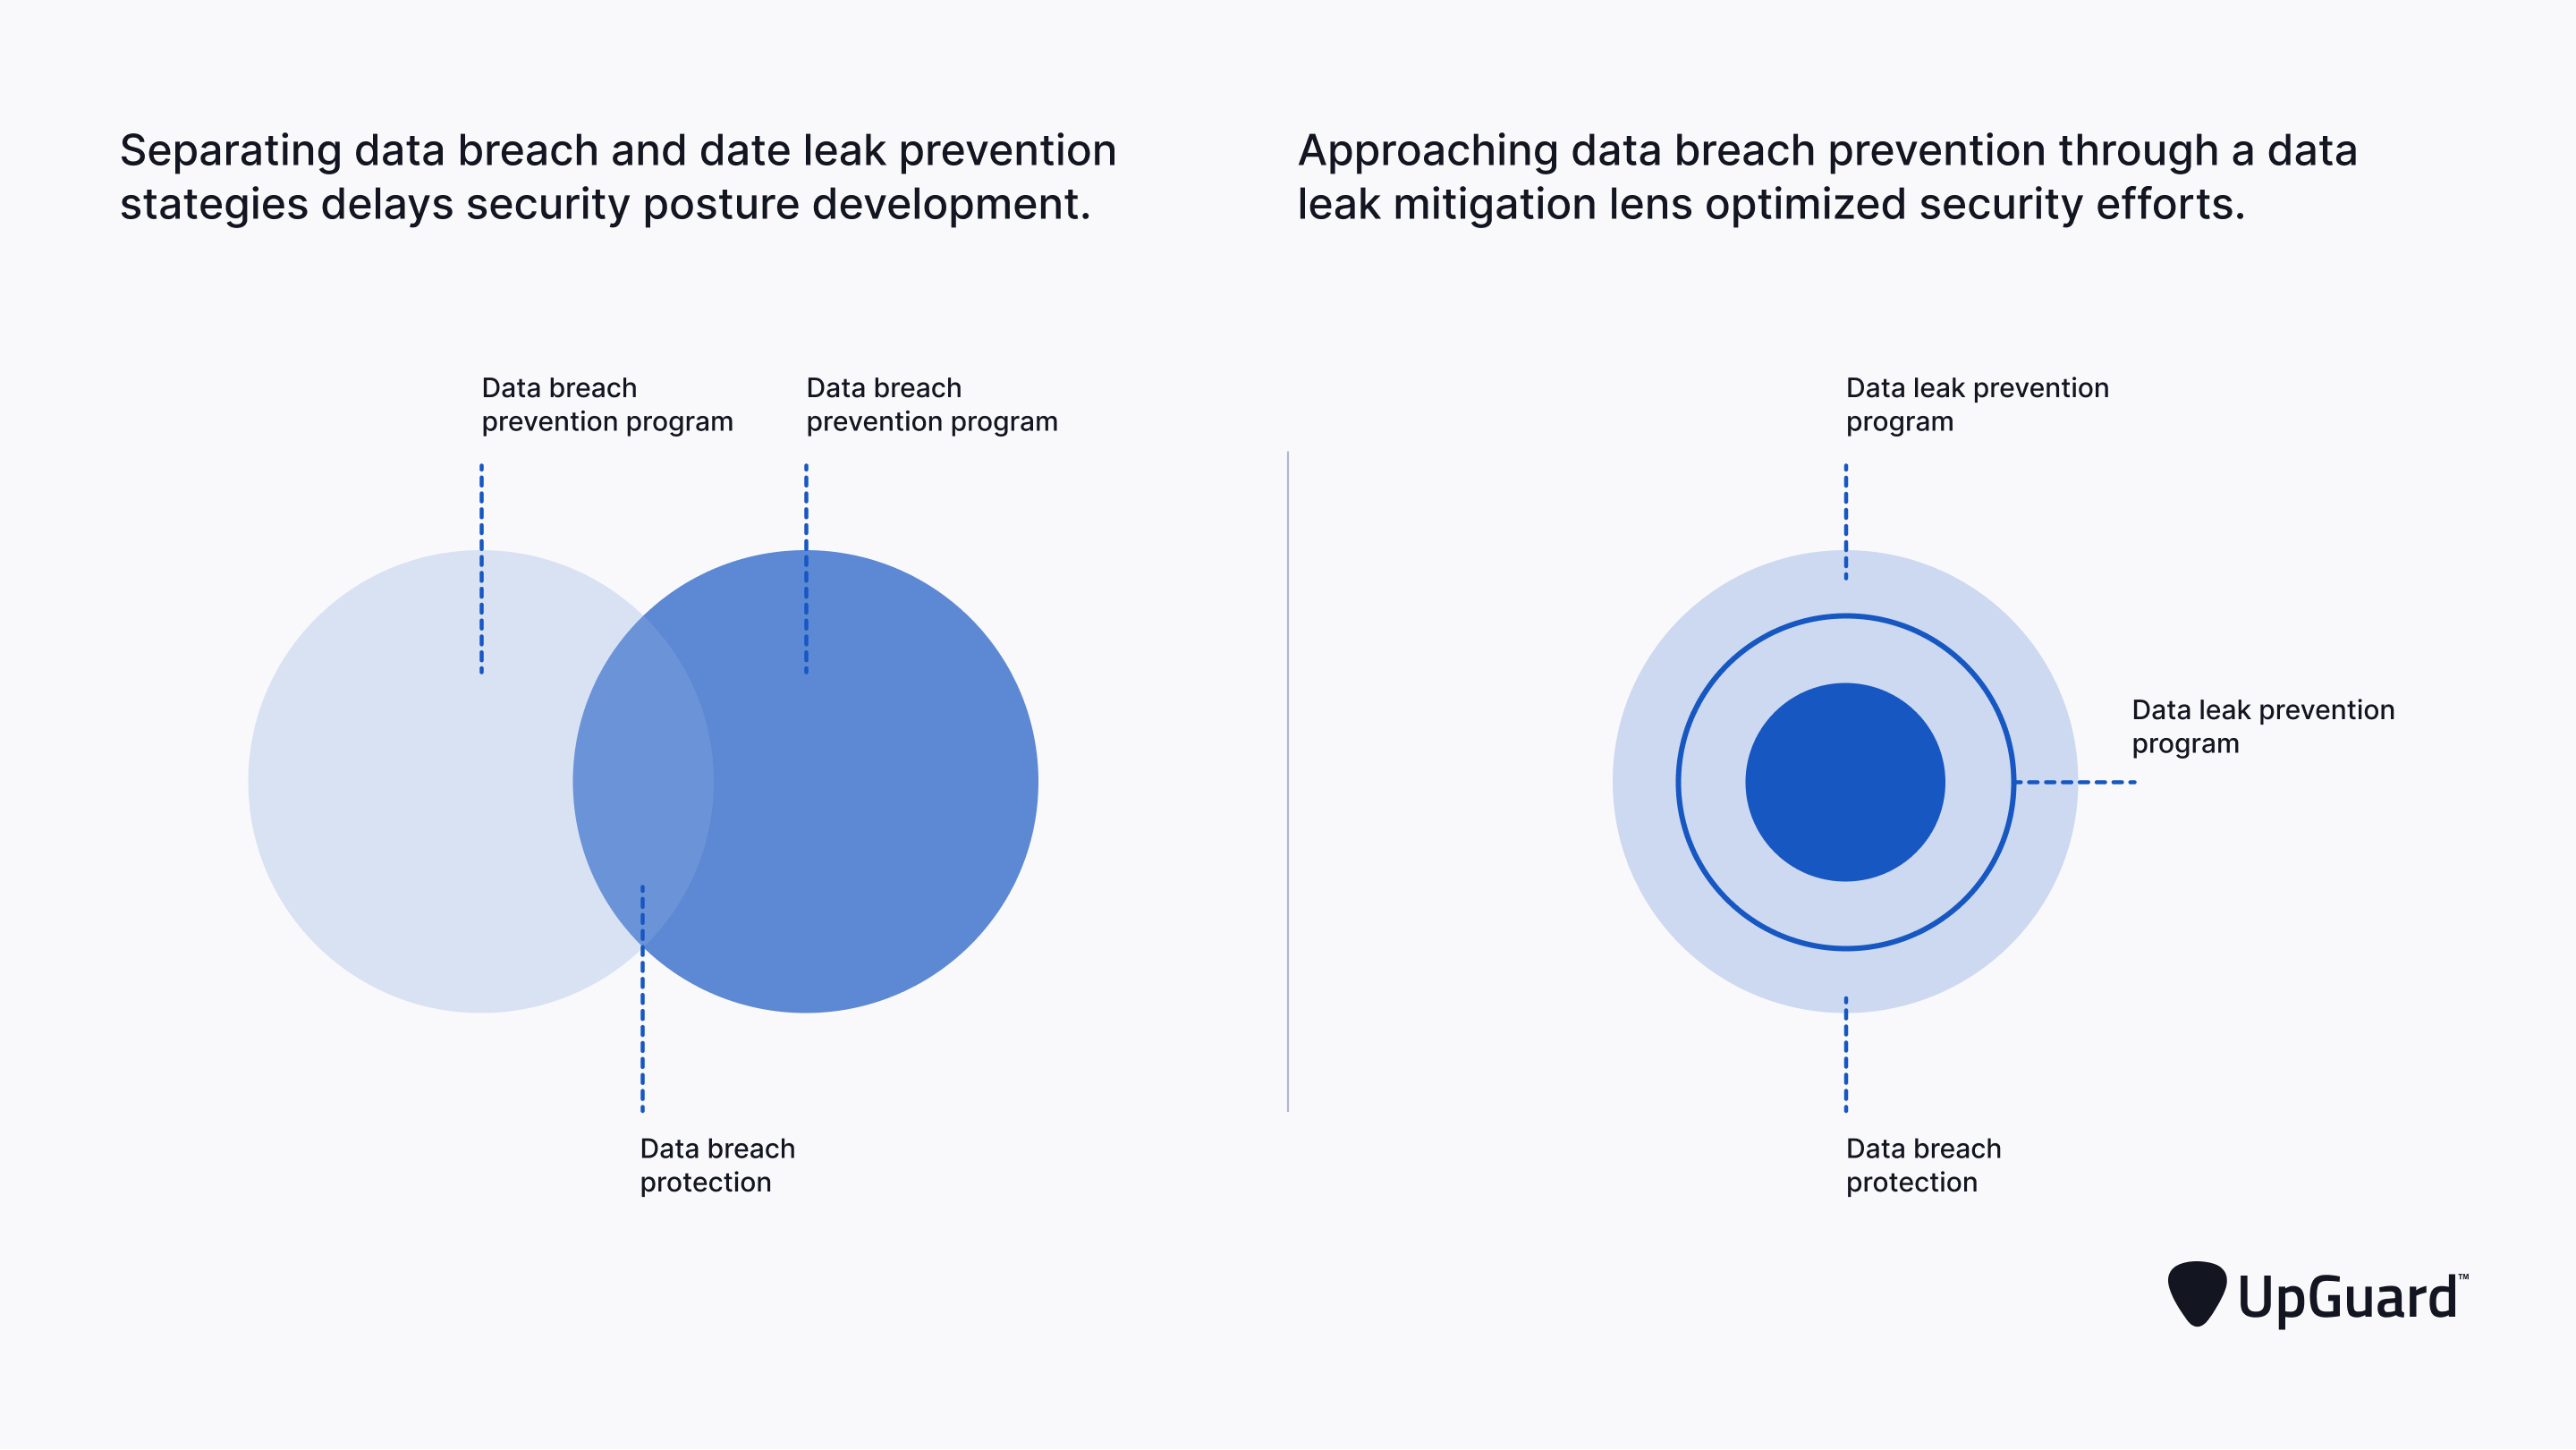 Separating data breach and date leak prevention
stategies delays security posture development.
Approaching data breach prevention through a data
leak mitigation lens optimized security efforts.
Data breach
prevention program
Data breach
prevention program
Data breach
protection
Data leak prevention
program
Data leak prevention
program
Data breach
protection
UpGuard™